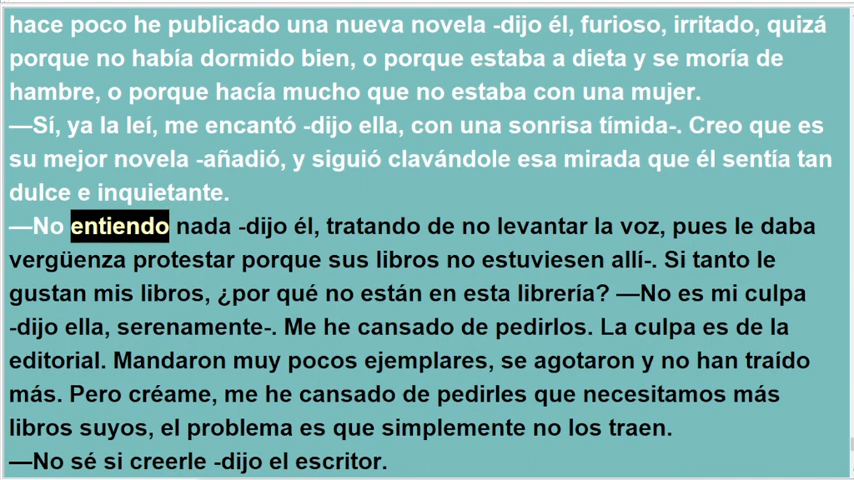 hace poco he publicado una nueva novela -dijo él, furioso, irritado, quizá
porque no había dormido bien, o porque estaba a dieta y se moría de
hambre, o porque hacía mucho que no estaba con una mujer.
—Sí, ya la leí, me encantó -dijo ella, con una sonrisa tímida-. Creo que es
su mejor novela -añadió, y siguió clavándole esa mirada que él sentía tan
dulce e inquietante.
—No entiendo nada -dijo él, tratando de no levantar la voz, pues le daba
vergüenza protestar porque sus libros no estuviesen allí-. Si tanto le
gustan mis libros, ¿por qué no están en esta librería? —No es mi culpa
-dijo ella, serenamente-. Me he cansado de pedirlos. La culpa es de la
editorial. Mandaron muy pocos ejemplares, se agotaron y no han traído
más. Pero créame, me he cansado de pedirles que necesitamos más
libros suyos, el problema es que simplemente no los traen.
—No sé si creerle -dijo el escritor.